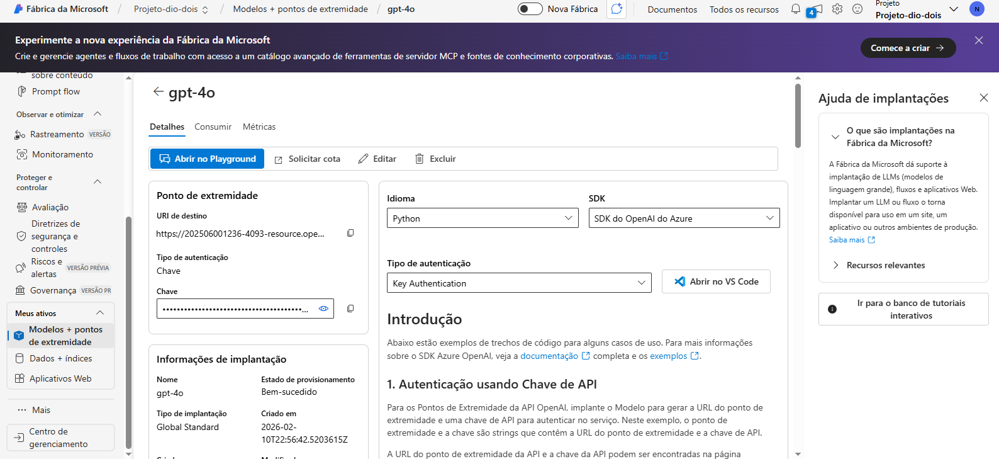 Fábrica da Microsoft / Projeto-dio-dois / Modelos + pontos de extremidade / gpt-4o
Nova Fábrica
Documentos
Todos os recursos
4
Projeto
Projeto-dio-dois
N
Experimente a nova experiência da Fábrica da Microsoft
Crie e gerencie agentes e fluxos de trabalho com acesso a um catálogo avançado de ferramentas de servidor MCP e fontes de conhecimento corporativas. Saiba mais
Comece a criar
sobre conteúdo
Prompt flow
Observar e otimizar
Rastreamento VERSÃO
Monitoramento
Proteger e
controlar
Avaliação
Diretrizes de
segurança e
controles
Riscos e
alertas VERSÃO PRÉVIA
Governança VERSÃO PR
Meus ativos
Modelos + pontos
de extremidade
Dados + índices
Aplicativos Web
Mais
Centro de
gerenciamento
gpt-4o
Detalhes Consumir Métricas
Abrir no Playground Solicitar cota Editar Excluir
Ponto de extremidade
URI de destino
https://202506001236-4093-resource.ope...
Tipo de autenticação
Chave
Chave
••••••••••••••••••••••••••••••••••••••••...
Informações de implantação
Nome
gpt-4o
Estado de provisionamento
Bem-sucedido
Tipo de implantação
Global Standard
Criado em
2026-02-
10T22:56:42.5203615Z
Idioma
Python
SDK
SDK do OpenAI do Azure
Tipo de autenticação
Key Authentication
Abrir no VS Code
Introdução
Abaixo estão exemplos de trechos de código para alguns casos de uso. Para mais informações
sobre o SDK Azure OpenAI, veja a documentação completa e os exemplos.
1. Autenticação usando Chave de API
Para os Pontos de Extremidade da API OpenAI, implante o Modelo para gerar a URL do ponto de
extremidade e uma chave de API para autenticar no serviço. Neste exemplo, o ponto de
extremidade e a chave são strings que contêm a URL do ponto de extremidade e a chave de API.
A URL do ponto de extremidade da API e a chave da API podem ser encontradas na página
Ajuda de implantações
O que são implantações na
Fábrica da Microsoft?
A Fábrica da Microsoft dá suporte à
implantação de LLMs (modelos de
linguagem grande), fluxos e aplicativos Web.
Implantar um LLM ou fluxo o torna
disponível para uso em um site, um
aplicativo ou outros ambientes de produção.
Saiba mais
Recursos relevantes
Ir para o banco de tutoriais
interativos